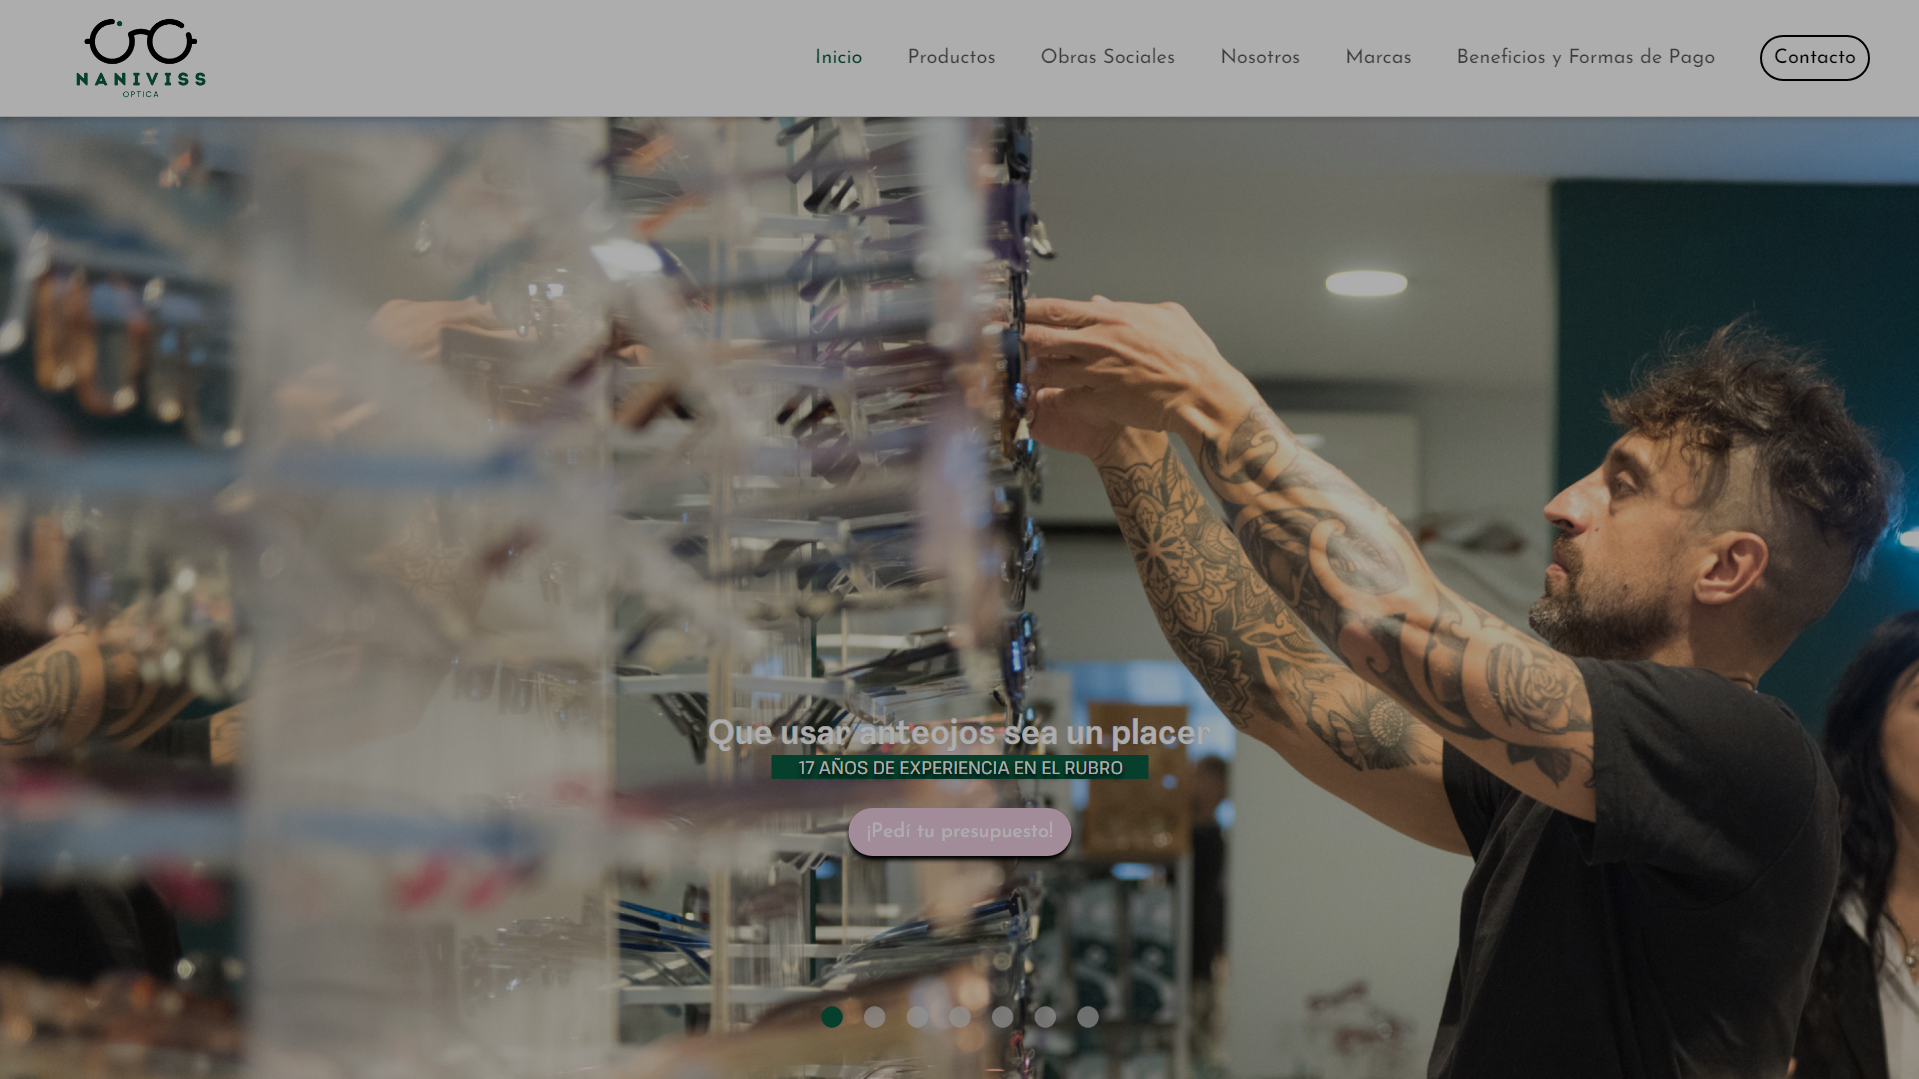 NANIVISS
OPTICA
Inicio
Productos
Obras Sociales
Nosotros
Marcas
Beneficios y Formas de Pago
Contacto
Que usar anteojos sea un placer
17 AÑOS DE EXPERIENCIA EN EL RUBRO
¡Pedí tu presupuesto!